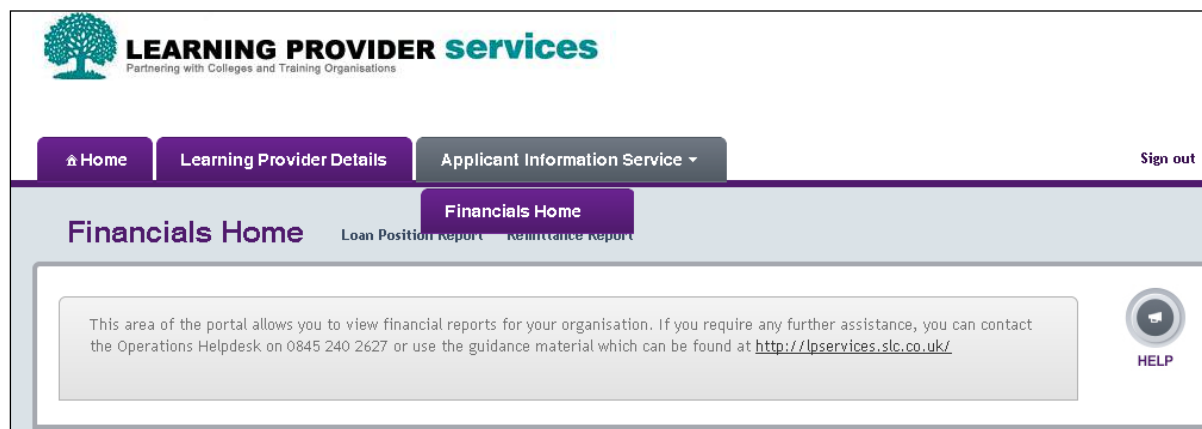 LEARNING PROVIDER services
Partnering with Colleges and Training Organisations
Home
Learning Provider Details
Applicant Information Service
Sign out
Financials Home
Financials Home
Loan Position Report
Remittance Report
This area of the portal allows you to view financial reports for your organisation. If you require any further assistance, you can contact
the Operations Helpdesk on 0845 240 2627 or use the guidance material which can be found at http://lpservices.slc.co.uk/
HELP